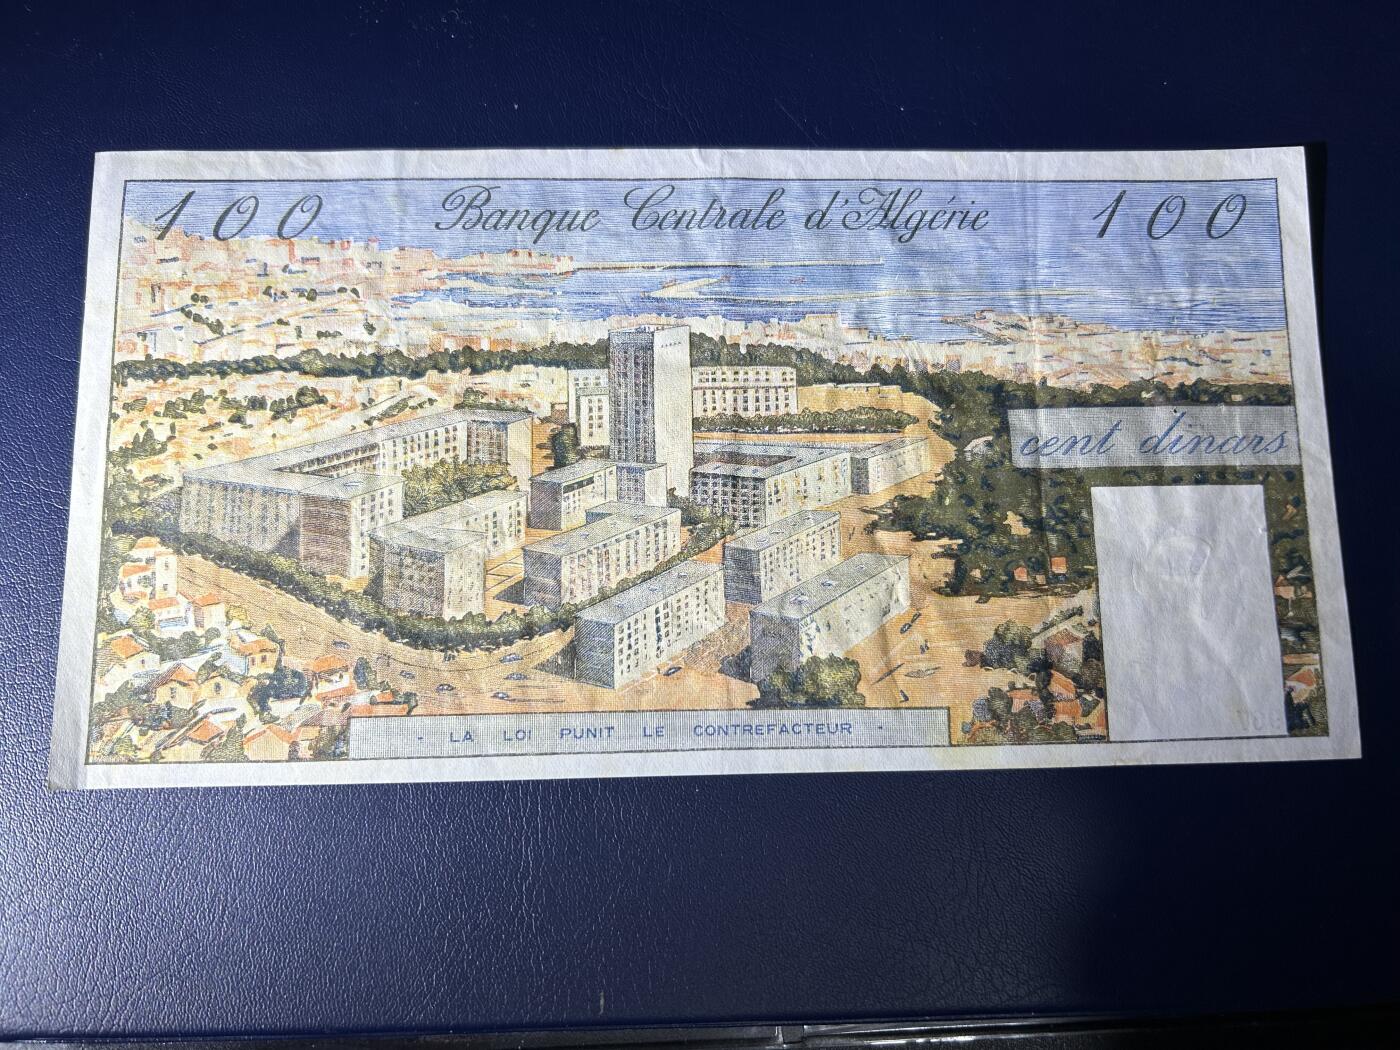 100 Banque Centrale d'Algérie 100
cent dinars
- LA LOI PUNIT LE CONTREFACTEUR -